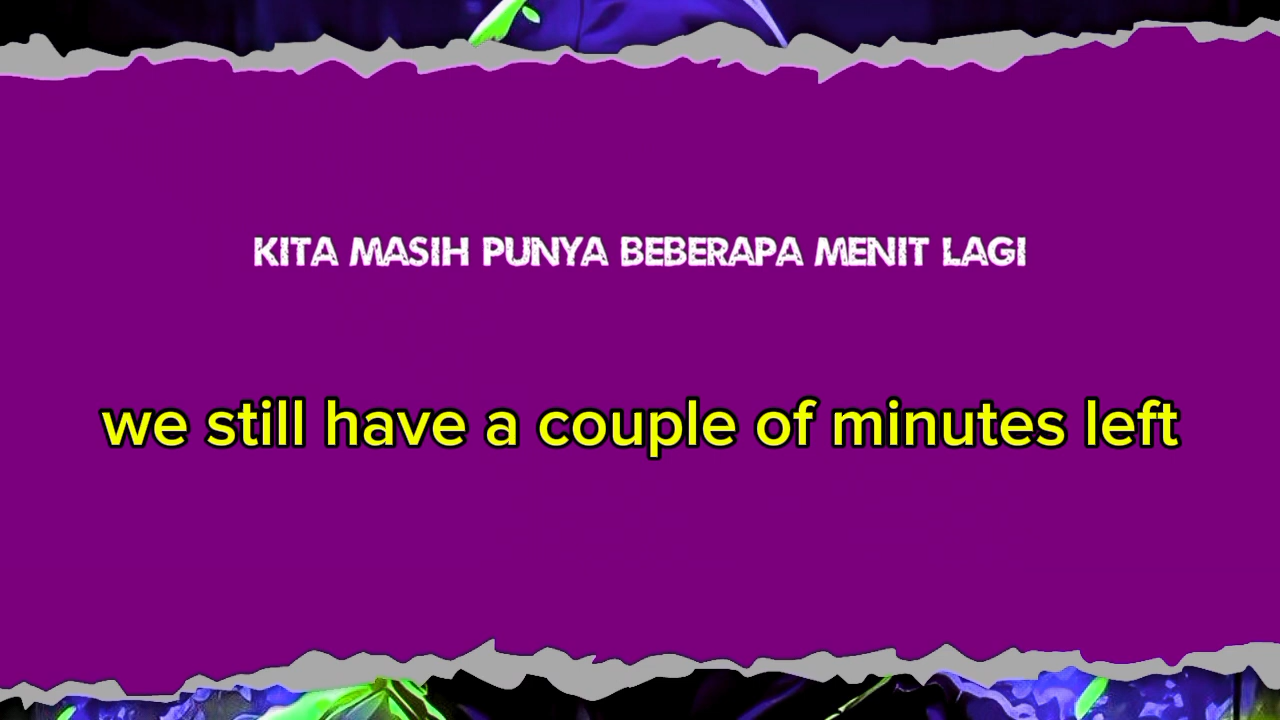 KITA MASIH PUNYA BEBERAPA MENIT LAGI
we still have a couple of minutes left